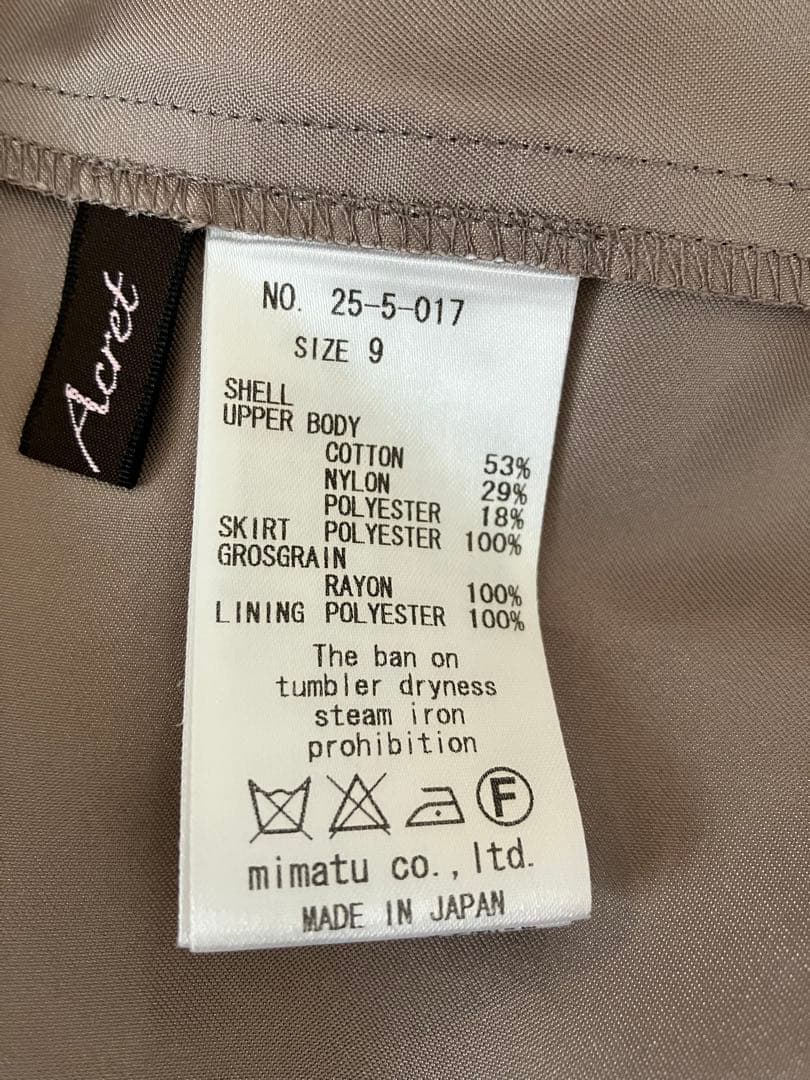 Acret
NO. 25-5-017
SIZE 9
SHELL
UPPER BODY
COTTON 53%
NYLON 29%
POLYESTER 18%
SKIRT POLYESTER 100%
GROSGRAIN
RAYON 100%
LINING POLYESTER 100%
The ban on
tumbler dryness
steam iron
prohibition
F
mimatu co.,ltd.
MADE IN JAPAN